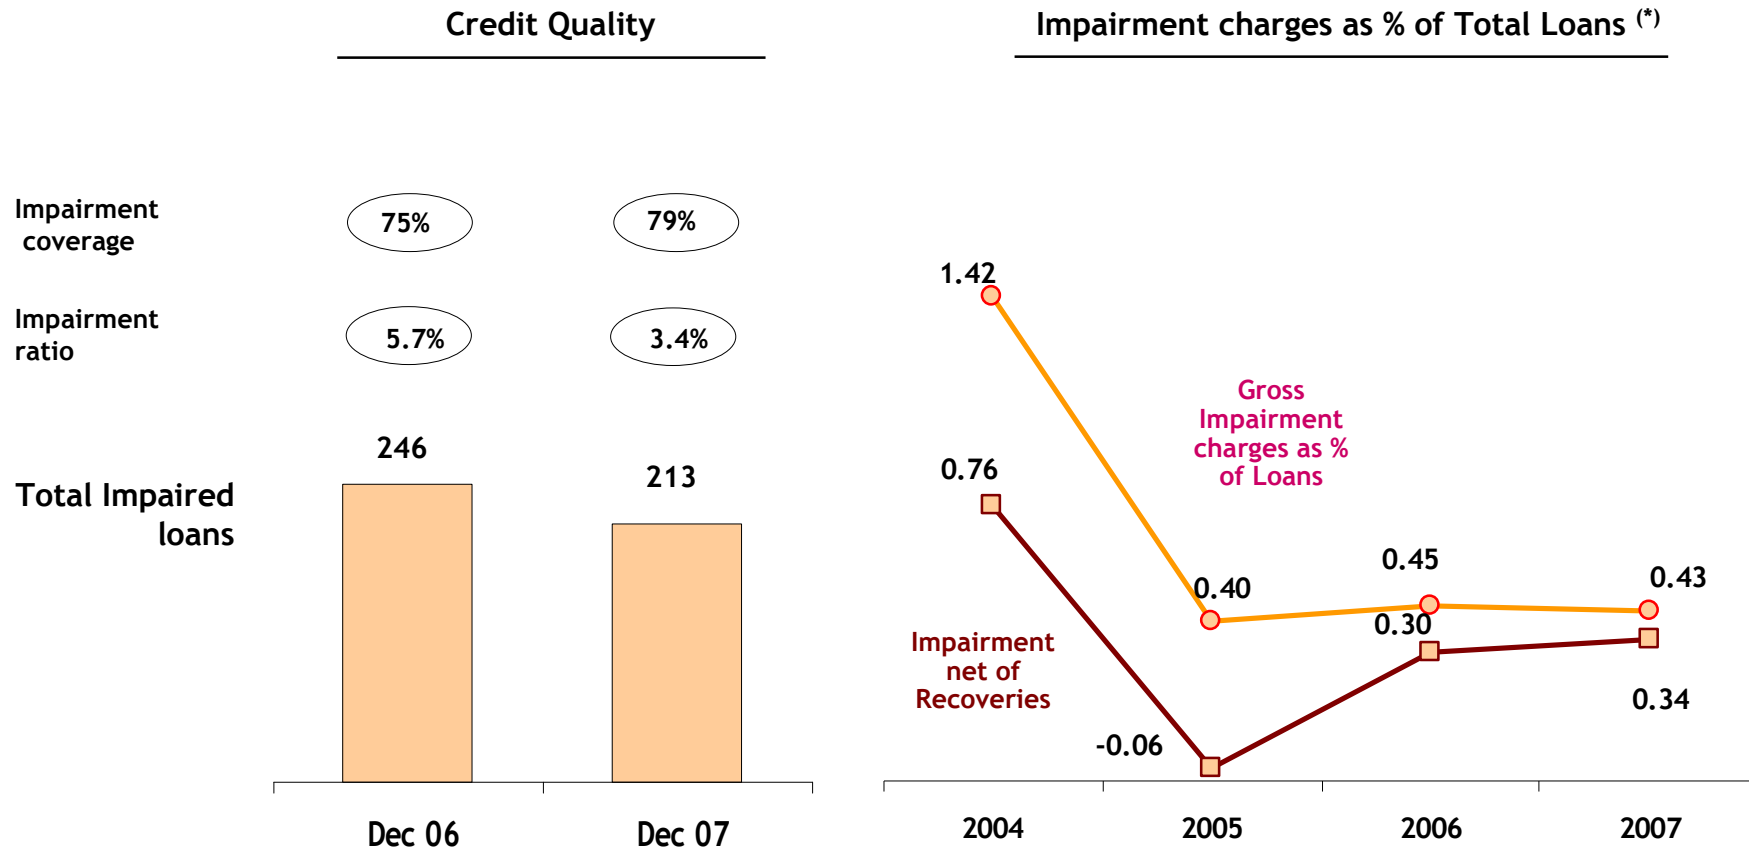 Credit Quality
Impairment charges as % of Total Loans (*)
Impairment
coverage
75%
79%
Impairment
ratio
5.7%
3.4%
Total Impaired
loans
246
213
Dec 06
Dec 07
1.42
0.76
Gross
Impairment
charges as %
of Loans
0.40
0.45
0.43
0.30
Impairment
net of
Recoveries
-0.06
0.34
2004
2005
2006
2007